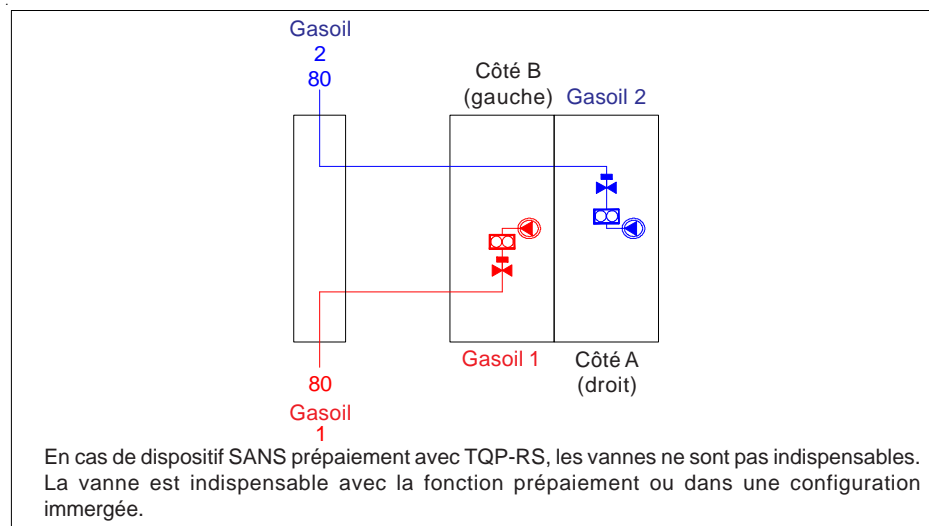 Gasoil
2
80
Côté B
(gauche)
Gasoil 2
Gasoil 1
Côté A
(droit)
80
Gasoil
1
En cas de dispositif SANS prépaiement avec TQP-RS, les vannes ne sont pas indispensables.
La vanne est indispensable avec la fonction prépaiement ou dans une configuration
immergée.